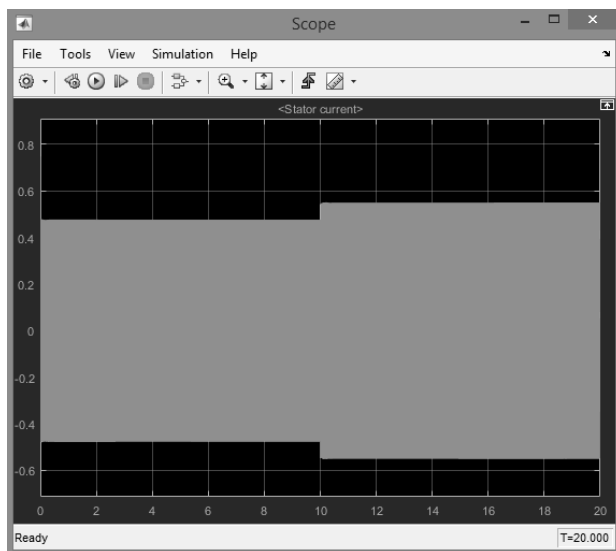 Scope
File Tools View Simulation Help
<Stator current>
0.8
0.6
0.4
0.2
0
-0.2
-0.4
-0.6
0 2 4 6 8 10 12 14 16 18 20
Ready T=20.000